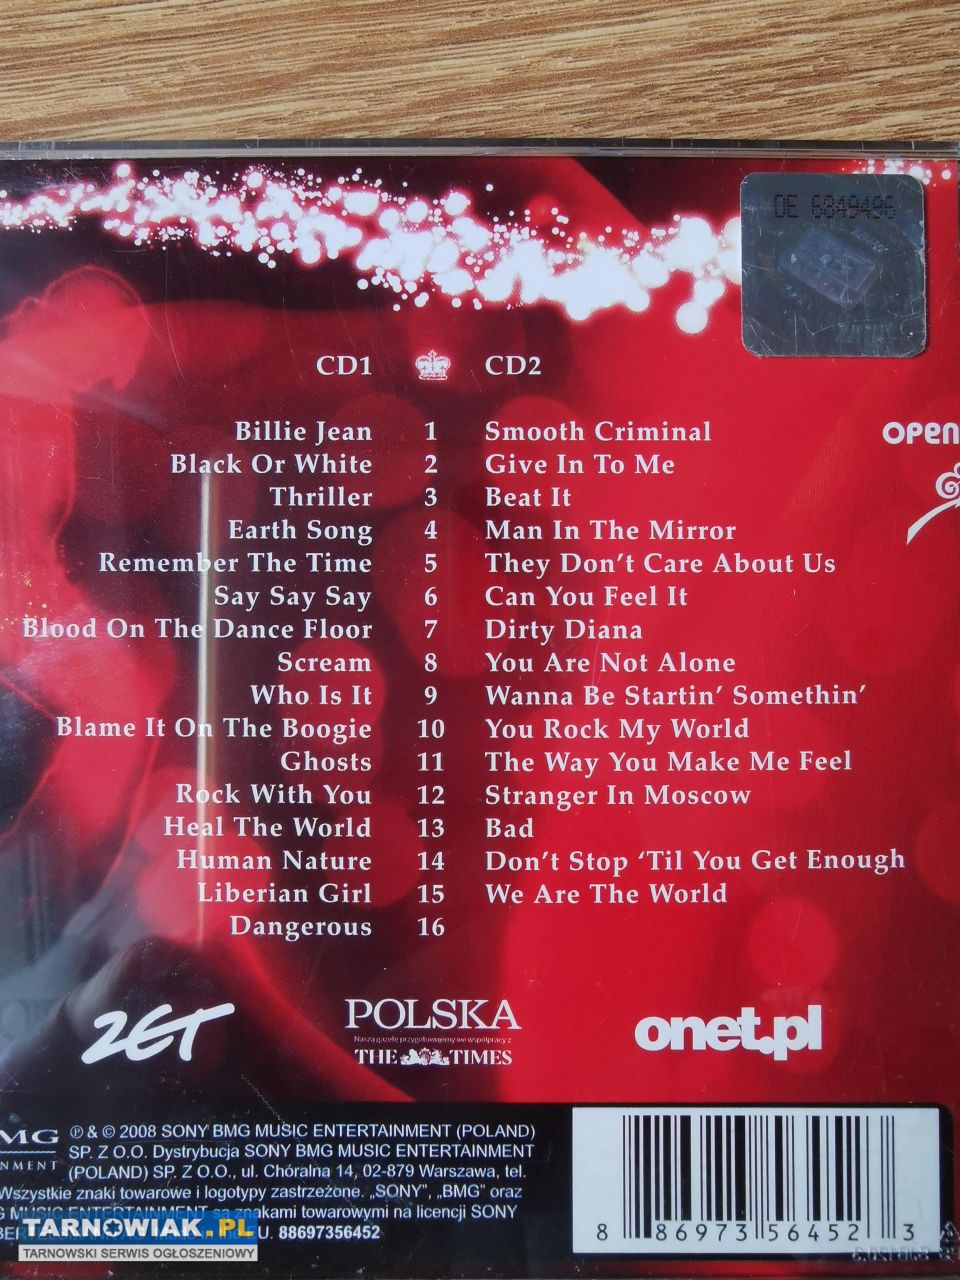 DE 6848496
CD1 CD2
Billie Jean 1 Smooth Criminal
Black Or White 2 Give In To Me
Thriller 3 Beat It
Earth Song 4 Man In The Mirror
Remember The Time 5 They Don't Care About Us
Say Say Say 6 Can You Feel It
Blood On The Dance Floor 7 Dirty Diana
Scream 8 You Are Not Alone
Who Is It 9 Wanna Be Startin' Somethin'
Blame It On The Boogie 10 You Rock My World
Ghosts 11 The Way You Make Me Feel
Rock With You 12 Stranger In Moscow
Heal The World 13 Bad
Human Nature 14 Don't Stop 'Til You Get Enough
Liberian Girl 15 We Are The World
Dangerous 16
OPEN
ZET
POLSKA
Nasza gazetę przygotowujemy we współpracy z
THE TIMES
onet.pl
MG
NMENT
℗ & © 2008 SONY BMG MUSIC ENTERTAINMENT (POLAND)
SP. Z O.O. Dystrybucja SONY BMG MUSIC ENTERTAINMENT
(POLAND) SP. Z O.O., ul. Chóralna 14, 02-879 Warszawa, tel.
Wszystkie znaki towarowe i logotypy zastrzeżone. „SONY”, „BMG” oraz
G MUSIC ENTERTAINMENT są znakami towarowymi na licencji SONY
U. 88697356452
8 86973 56452 3
TARNOWIAK.PL
TARNOWSKI SERWIS OGŁOSZENIOWY